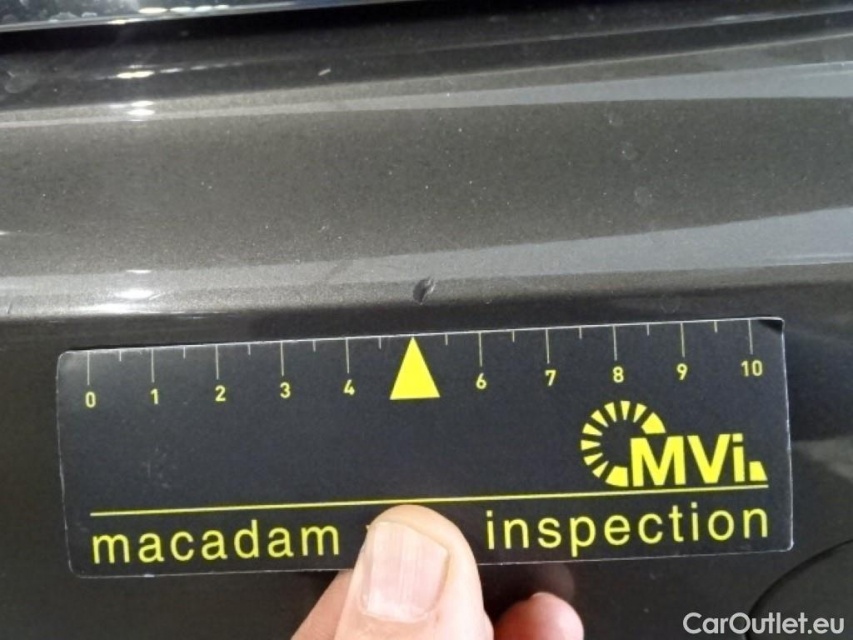 0 1 2 3 4 6 7 8 9 10
MVi
macadam inspection
CarOutlet.eu